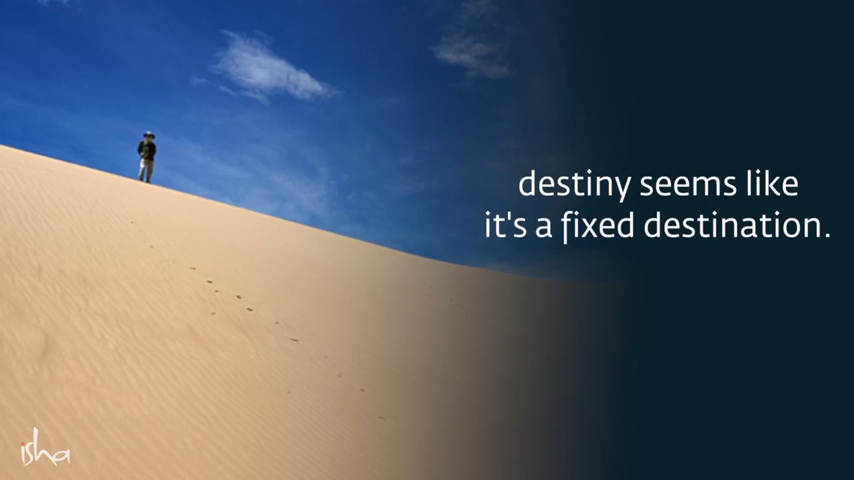 destiny seems like
it's a fixed destination.
isha